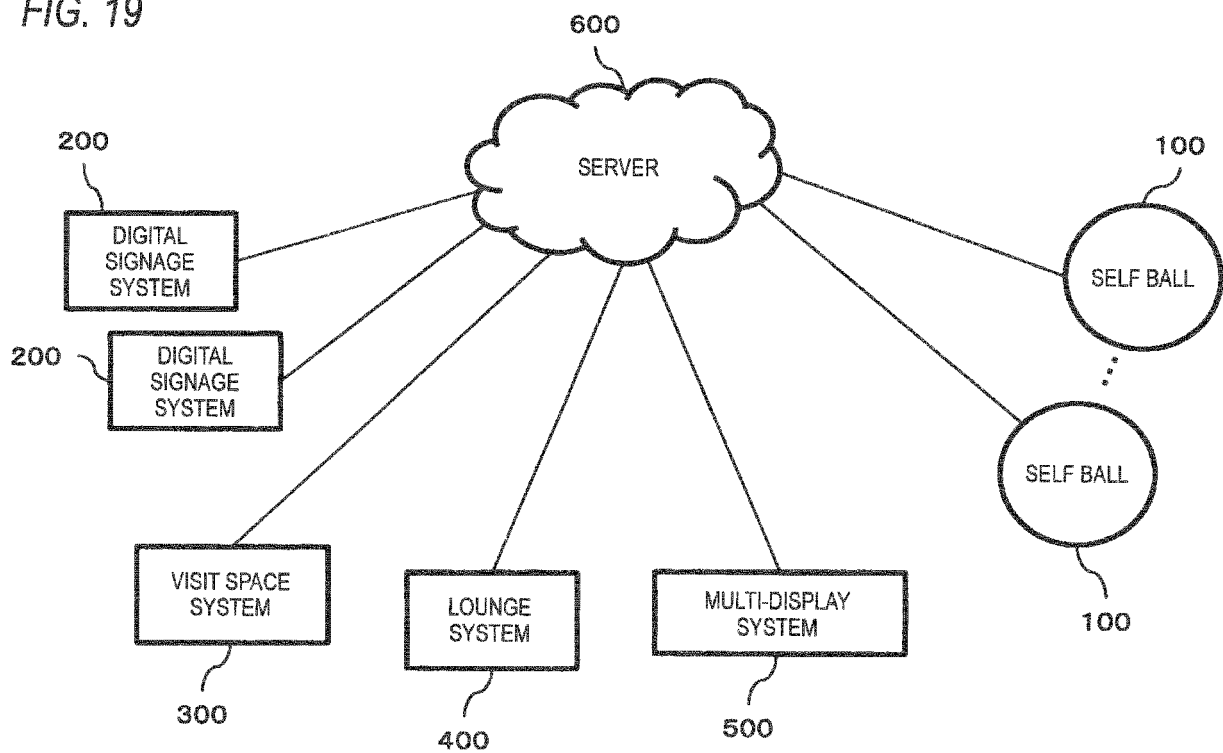 FIG. 19
600
SERVER
200
DIGITAL
SIGNAGE
SYSTEM
100
SELF BALL
200
DIGITAL
SIGNAGE
SYSTEM
SELF BALL
100
VISIT SPACE
SYSTEM
300
LOUNGE
SYSTEM
400
MULTI-DISPLAY
SYSTEM
500